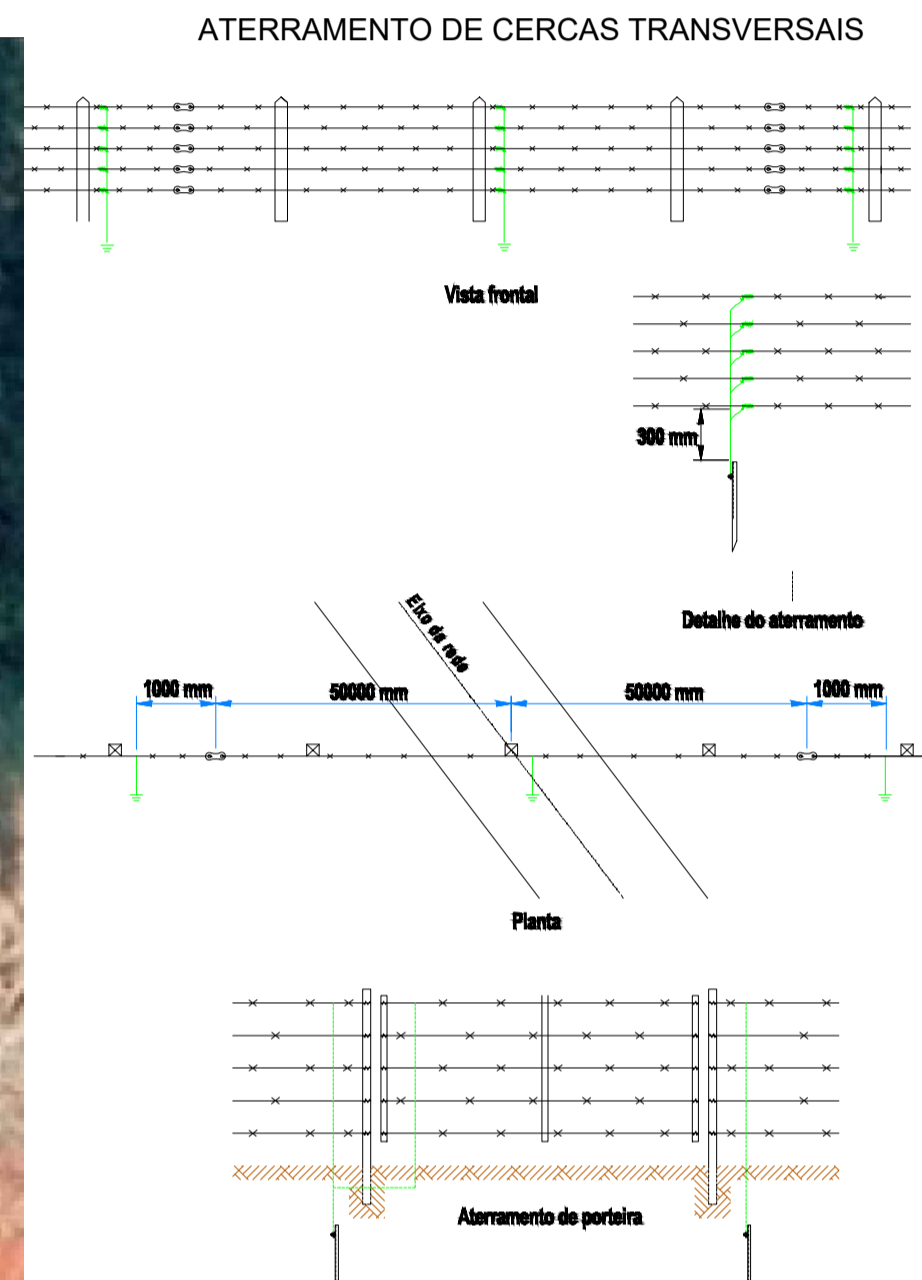 ATERRAMENTO DE CERCAS TRANSVERSAIS
Vista frontal
300 mm
Detalhe do aterramento
Eixo da rede
1000 mm
50000 mm
50000 mm
1000 mm
Planta
Aterramento de porteira